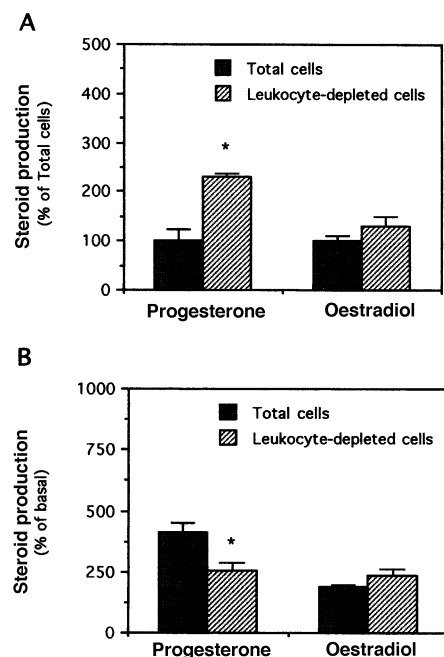 A
Steroid production
(% of Total cells)
500
400
300
200
100
0
Total cells
Leukocyte-depleted cells
*
Progesterone Oestradiol
B
Steroid production
(% of basal)
1000
750
500
250
0
Total cells
Leukocyte-depleted cells
*
Progesterone Oestradiol